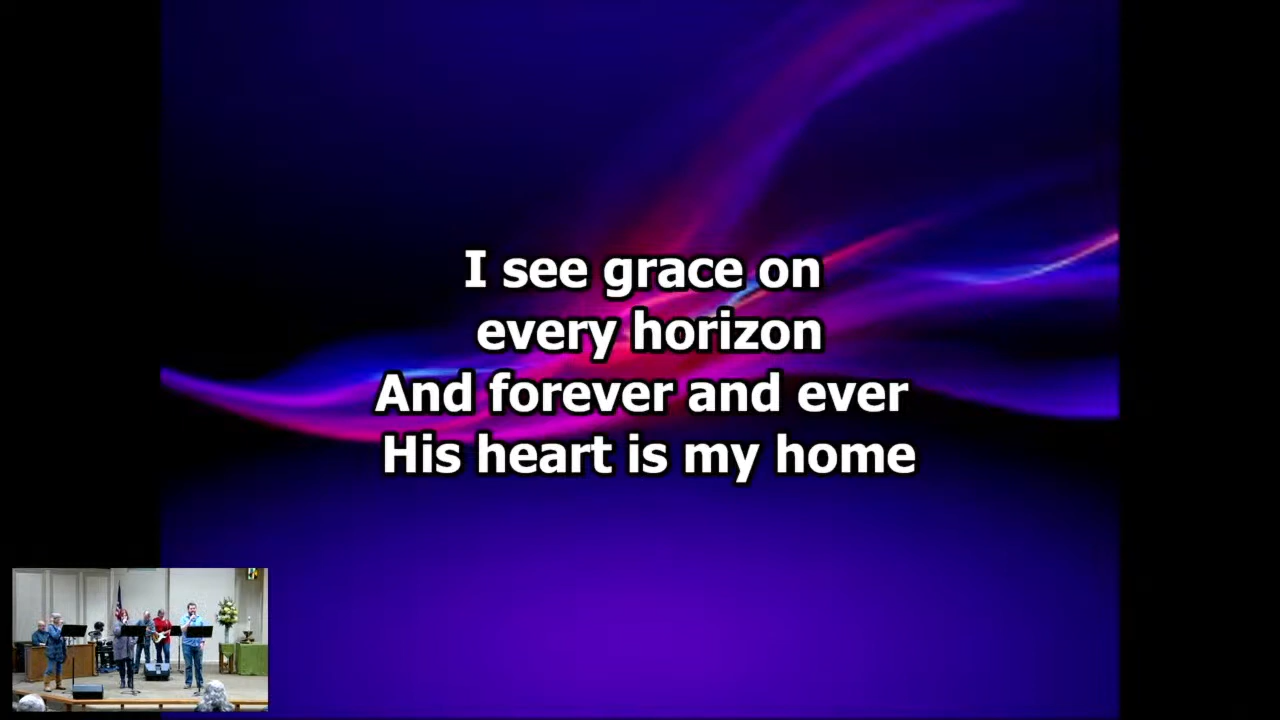 I see grace on
every horizon
And forever and ever
His heart is my home